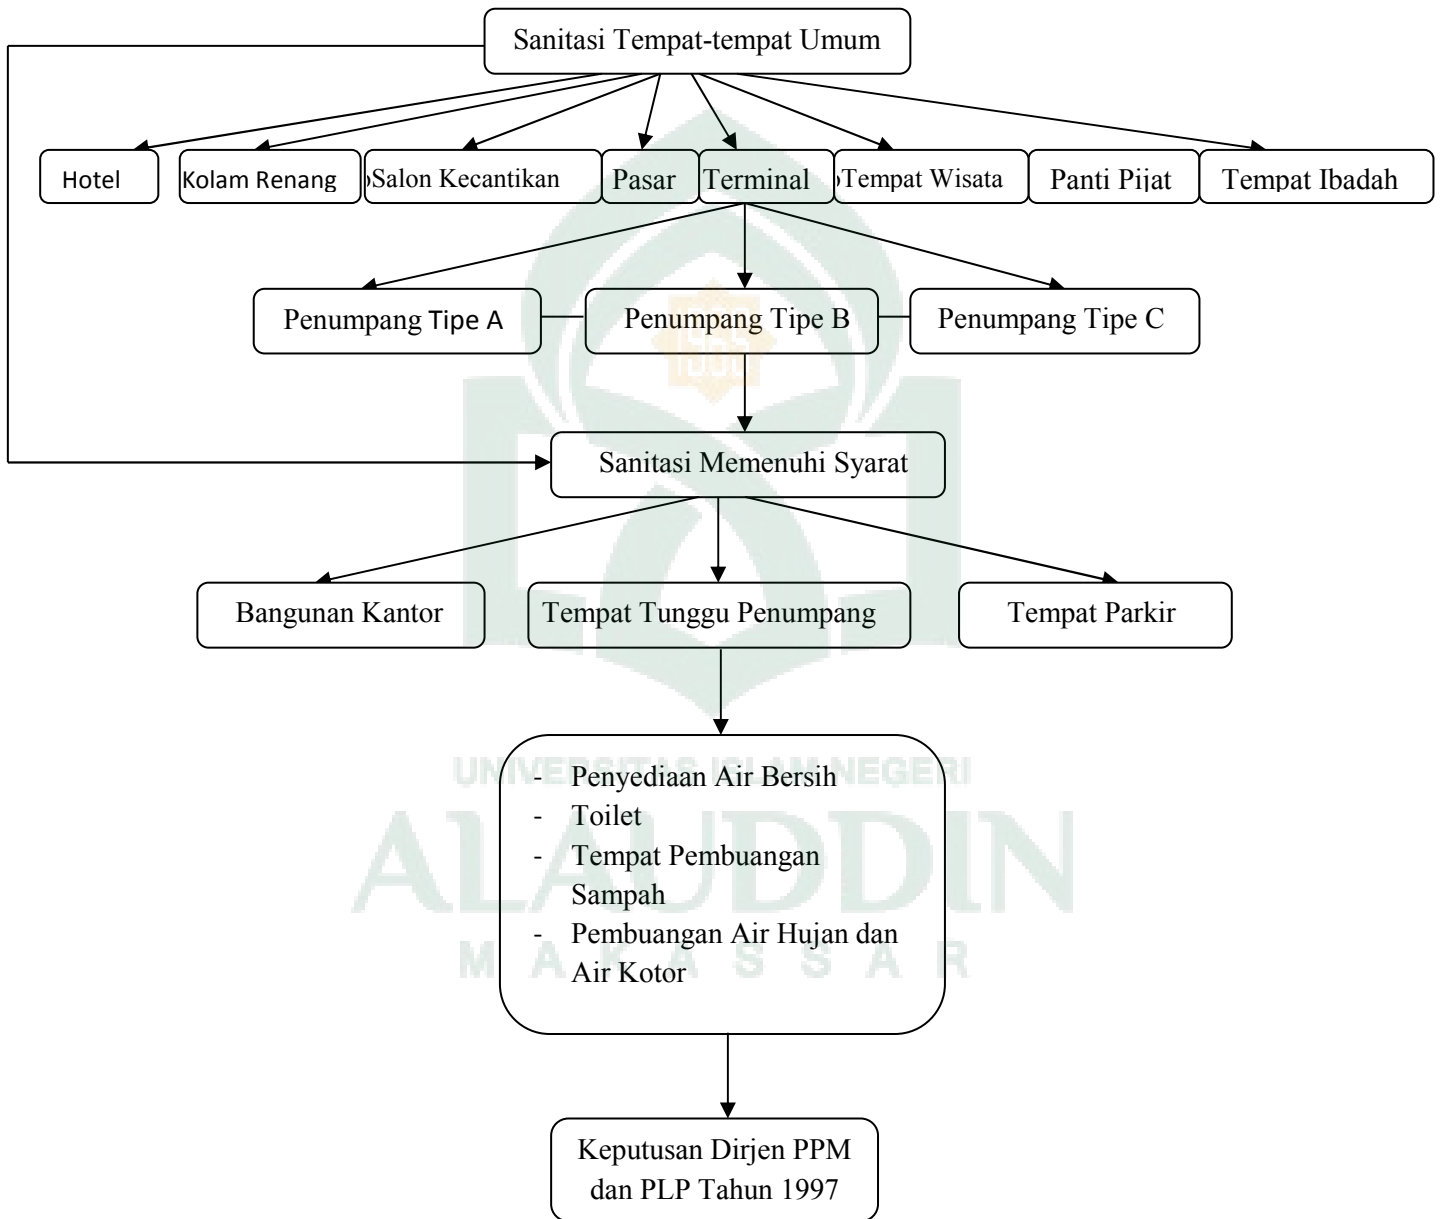 Sanitasi Tempat-tempat Umum
Hotel
Kolam Renang
Salon Kecantikan
Pasar
Terminal
Tempat Wisata
Panti Pijat
Tempat Ibadah
Penumpang Tipe A
Penumpang Tipe B
Penumpang Tipe C
1965
Sanitasi Memenuhi Syarat
Bangunan Kantor
Tempat Tunggu Penumpang
Tempat Parkir
UNIVERSITAS ISLAM NEGERI
ALAUDDIN
MAKASSAR
- Penyediaan Air Bersih
- Toilet
- Tempat Pembuangan
Sampah
- Pembuangan Air Hujan dan
Air Kotor
Keputusan Dirjen PPM
dan PLP Tahun 1997